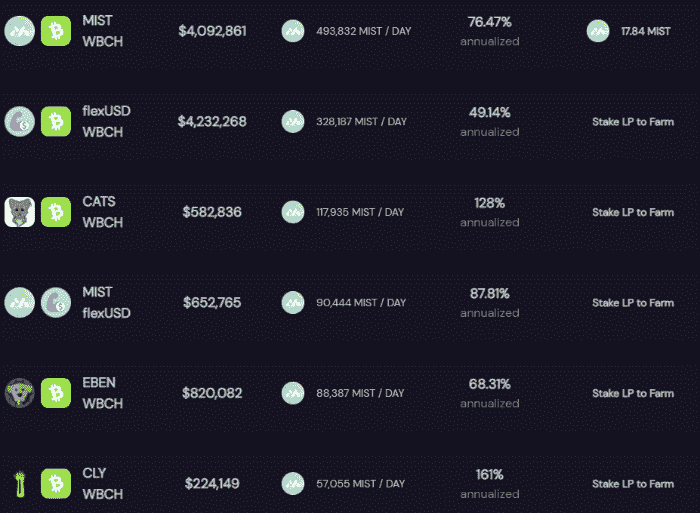 MIST
WBCH
$4,092,861
493,832 MIST / DAY
76.47%
annualized
17.84 MIST
flexUSD
WBCH
$4,232,268
328,187 MIST / DAY
49.14%
annualized
Stake LP to Farm
CATS
WBCH
$582,836
117,935 MIST / DAY
128%
annualized
Stake LP to Farm
MIST
flexUSD
$652,765
90,444 MIST / DAY
87.81%
annualized
Stake LP to Farm
EBEN
WBCH
$820,082
88,387 MIST / DAY
68.31%
annualized
Stake LP to Farm
CLY
WBCH
$224,149
57,055 MIST / DAY
161%
annualized
Stake LP to Farm